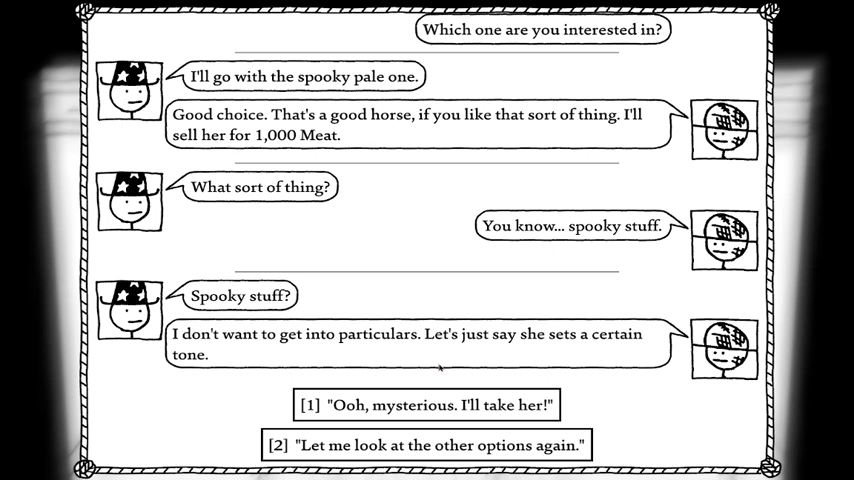 Which one are you interested in?
I'll go with the spooky pale one.
Good choice. That's a good horse, if you like that sort of thing. I'll
sell her for 1,000 Meat.
What sort of thing?
You know... spooky stuff.
Spooky stuff?
I don't want to get into particulars. Let's just say she sets a certain
tone.
[1] "Ooh, mysterious. I'll take her!"
[2] "Let me look at the other options again."